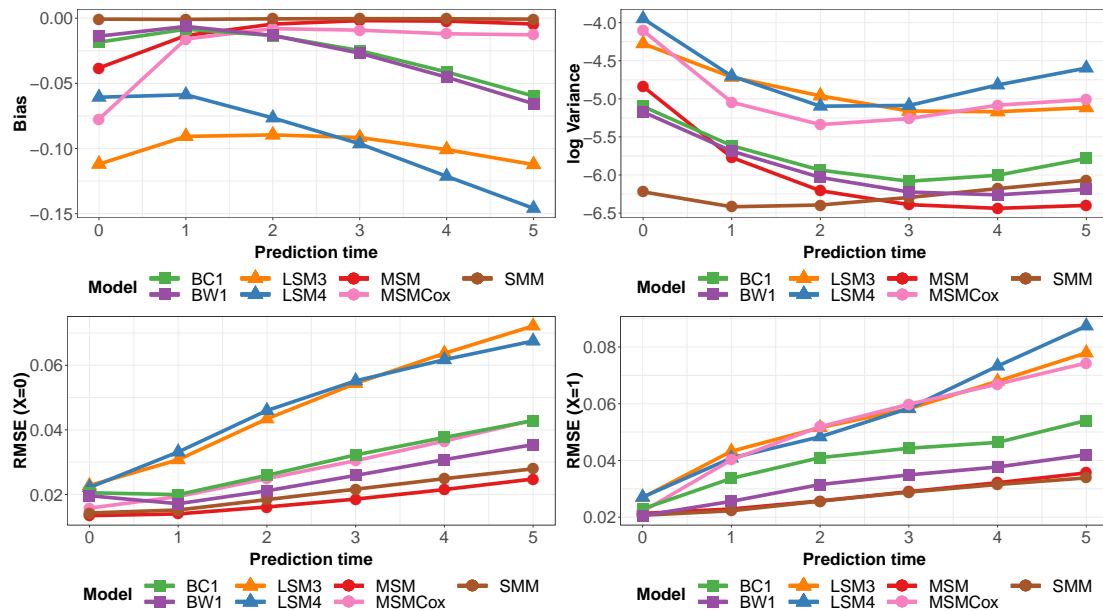 0.00
−0.05
−0.10
−0.15
Bias
0 1 2 3 4 5
Prediction time
Model BC1 BW1 LSM3 LSM4 MSM MSMCox SMM
−4.0
−4.5
−5.0
−5.5
−6.0
−6.5
log Variance
0 1 2 3 4 5
Prediction time
Model BC1 BW1 LSM3 LSM4 MSM MSMCox SMM
0.06
0.04
0.02
RMSE (X=0)
0 1 2 3 4 5
Prediction time
Model BC1 BW1 LSM3 LSM4 MSM MSMCox SMM
0.08
0.06
0.04
0.02
RMSE (X=1)
0 1 2 3 4 5
Prediction time
Model BC1 BW1 LSM3 LSM4 MSM MSMCox SMM